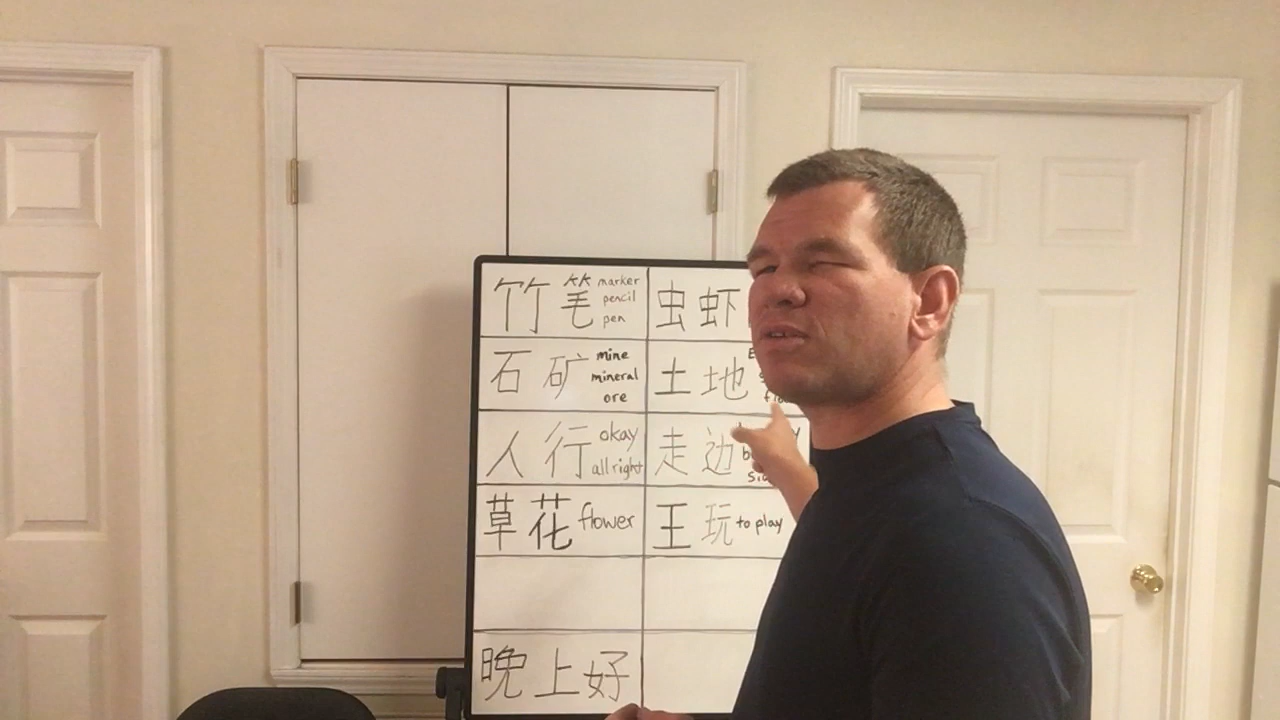 竹 笔 marker
pencil
pen
虫 虾
石 矿 mine
mineral
ore
土 地
人 行 okay
all right
走 边
草 花 flower
王 玩 to play
晚 上 好